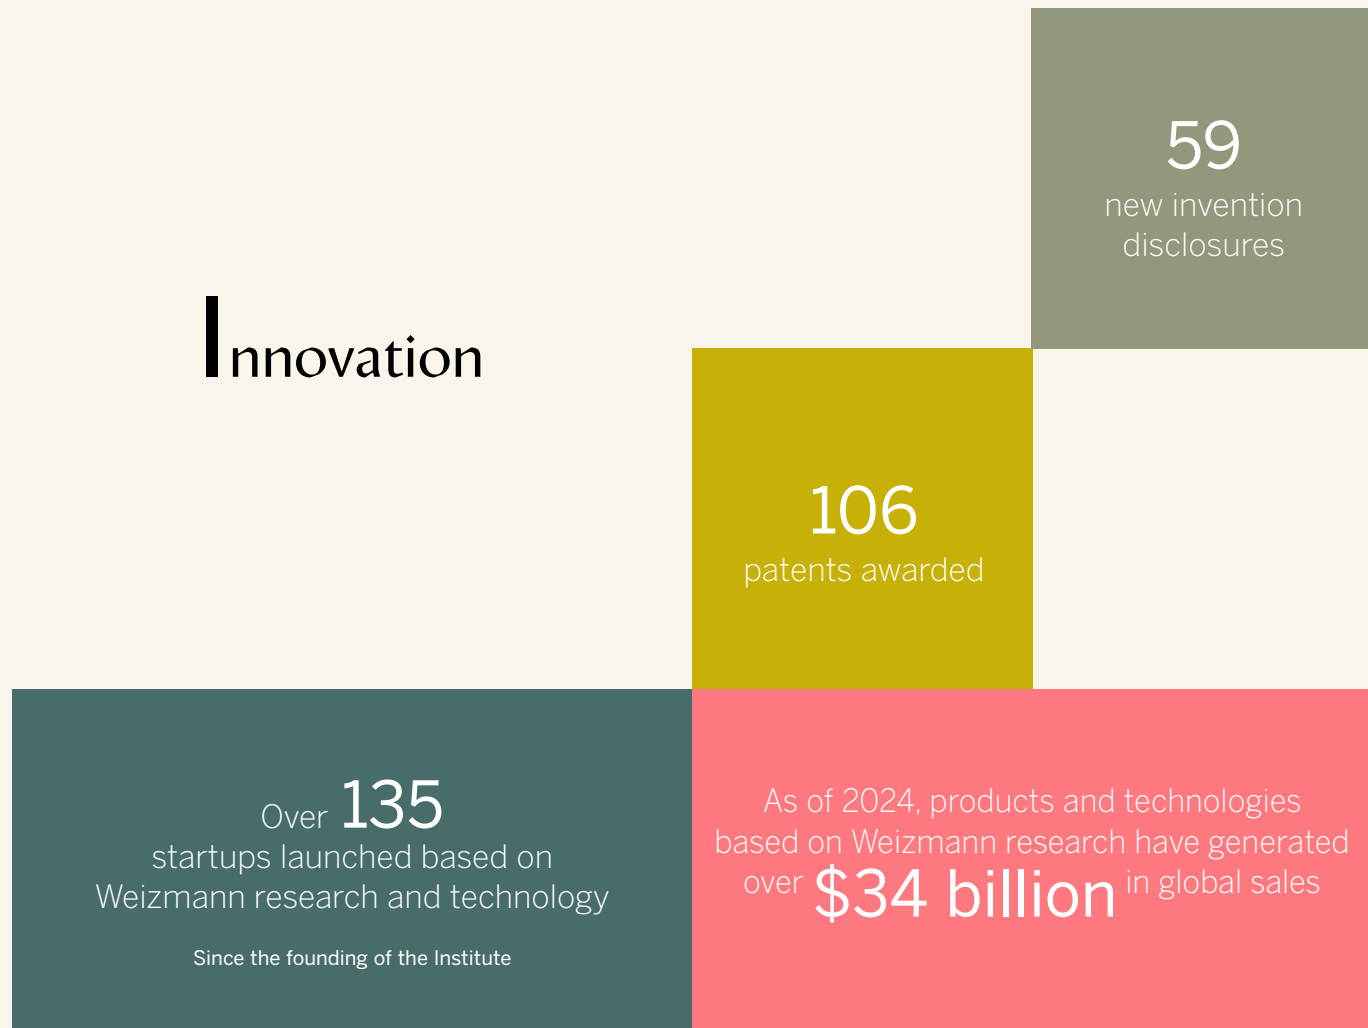 59
new invention
disclosures
Innovation
106
patents awarded
Over 135
startups launched based on
Weizmann research and technology
Since the founding of the Institute
As of 2024, products and technologies
based on Weizmann research have generated
over $34 billion in global sales